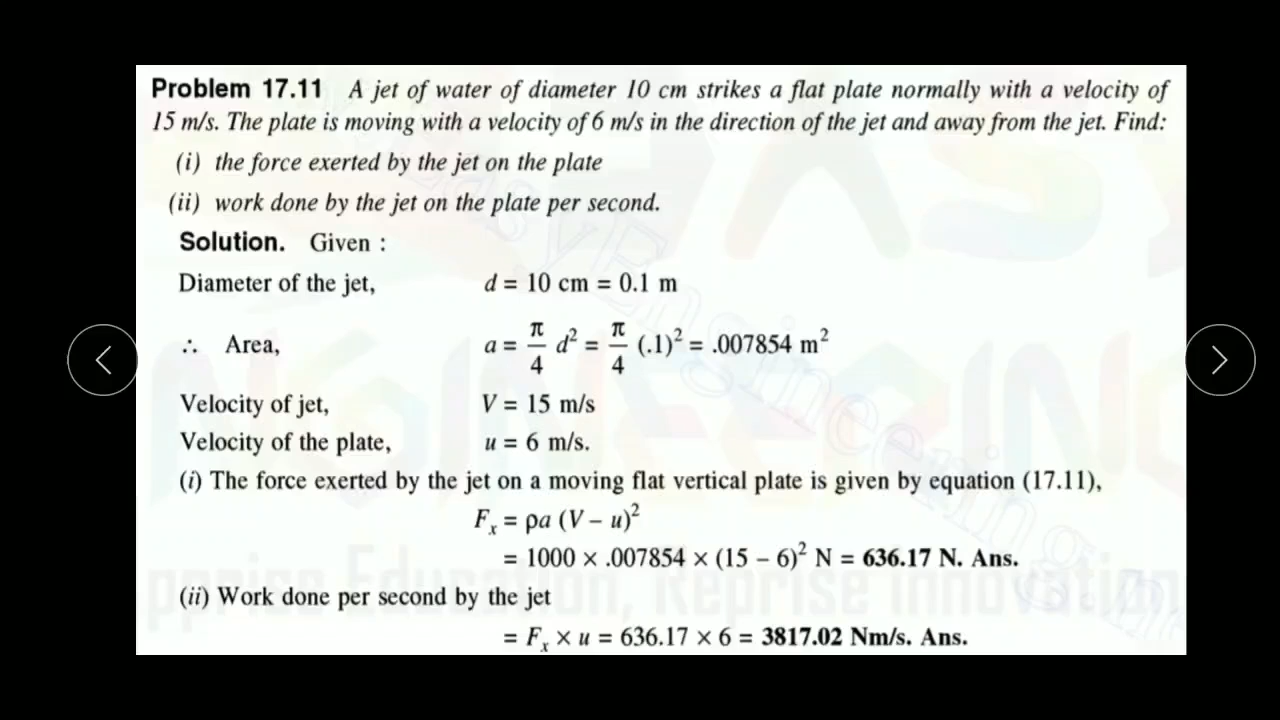 Problem 17.11 A jet of water of diameter 10 cm strikes a flat plate normally with a velocity of
15 m/s. The plate is moving with a velocity of 6 m/s in the direction of the jet and away from the jet. Find:
(i) the force exerted by the jet on the plate
(ii) work done by the jet on the plate per second.
Solution. Given :
Diameter of the jet, d = 10 cm = 0.1 m
∴ Area, a = π/4 d² = π/4 (.1)² = .007854 m²
Velocity of jet, V = 15 m/s
Velocity of the plate, u = 6 m/s.
(i) The force exerted by the jet on a moving flat vertical plate is given by equation (17.11),
Fₓ = ρa (V – u)²
= 1000 × .007854 × (15 – 6)² N = 636.17 N. Ans.
(ii) Work done per second by the jet
= Fₓ × u = 636.17 × 6 = 3817.02 Nm/s. Ans.